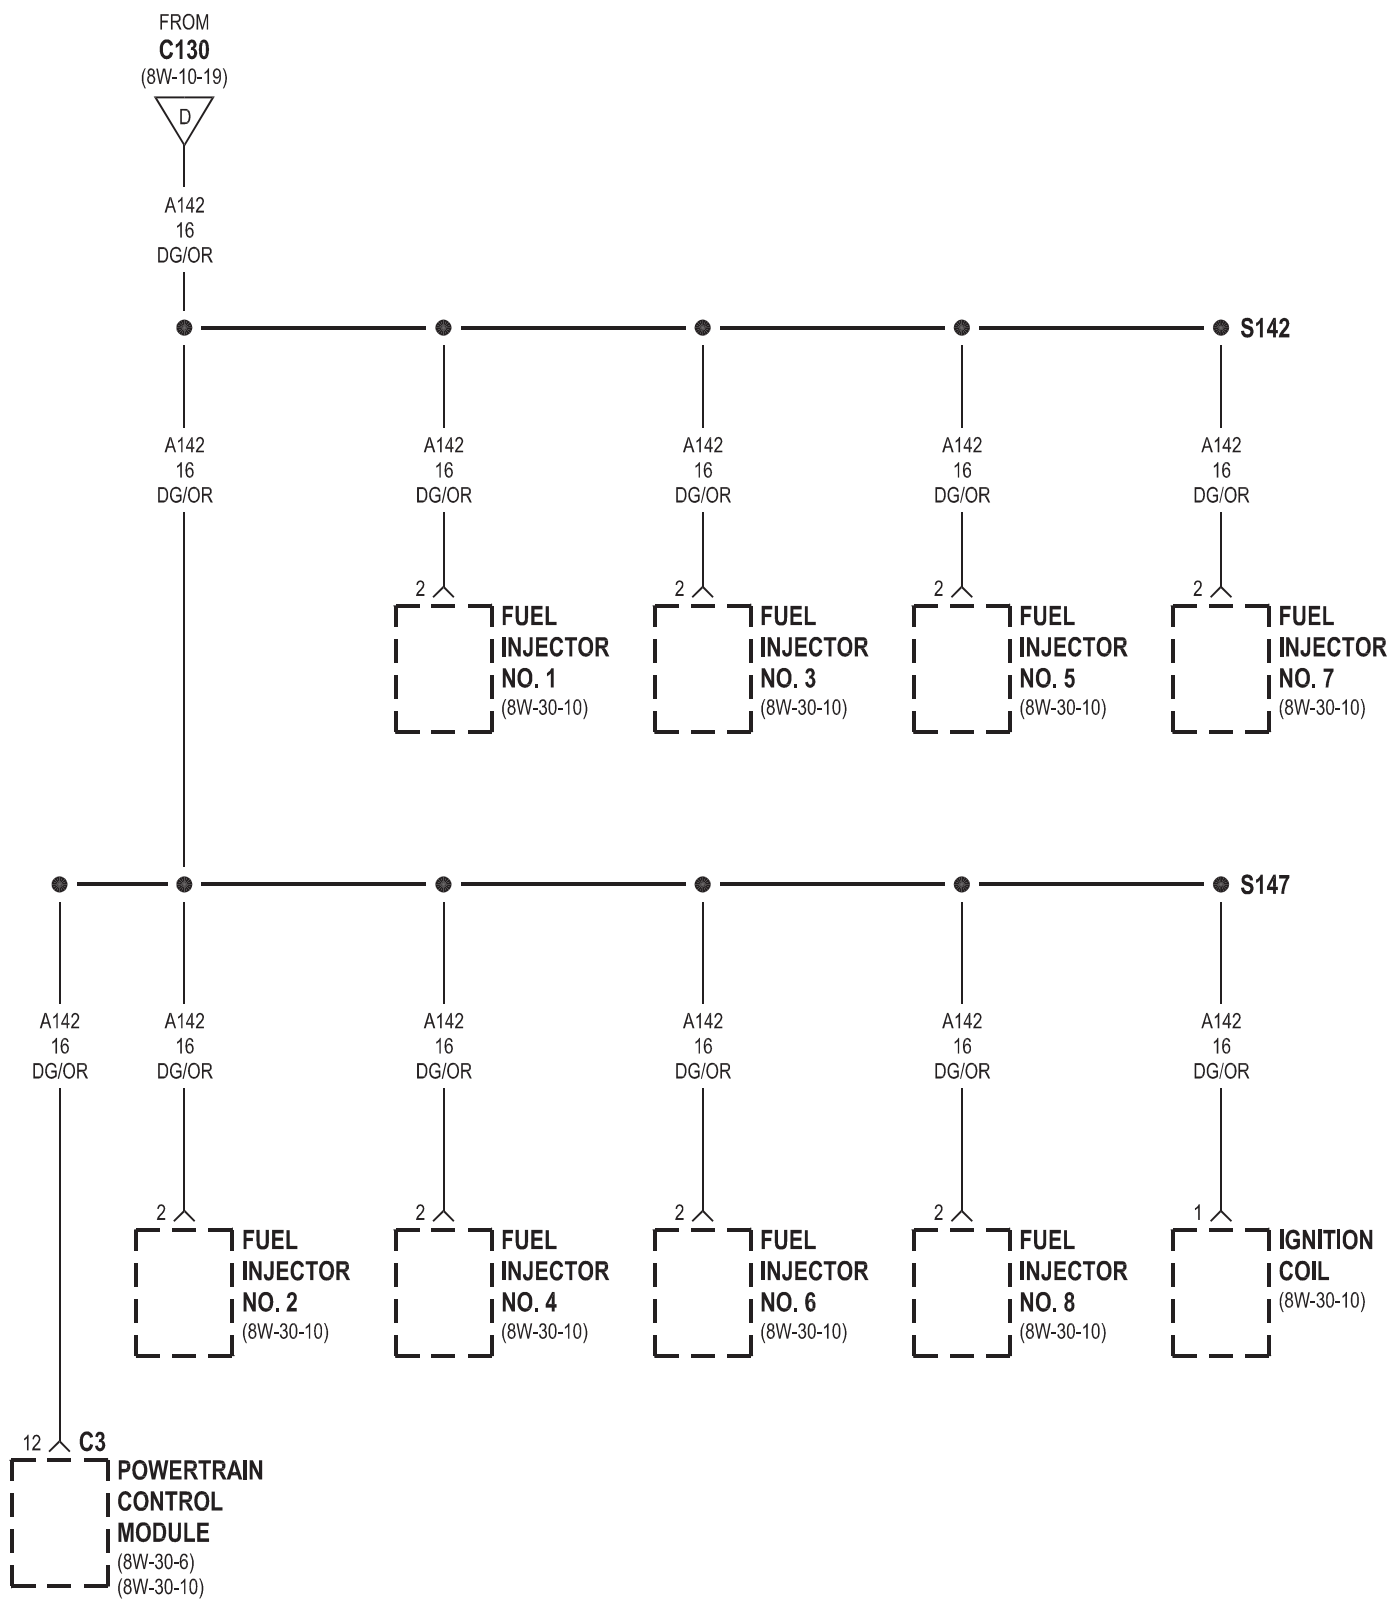 FROM
C130
(8W-10-19)
D
A142
16
DG/OR
S142
A142
16
DG/OR
A142
16
DG/OR
A142
16
DG/OR
A142
16
DG/OR
A142
16
DG/OR
2
FUEL
INJECTOR
NO. 1
(8W-30-10)
2
FUEL
INJECTOR
NO. 3
(8W-30-10)
2
FUEL
INJECTOR
NO. 5
(8W-30-10)
2
FUEL
INJECTOR
NO. 7
(8W-30-10)
S147
A142
16
DG/OR
A142
16
DG/OR
A142
16
DG/OR
A142
16
DG/OR
A142
16
DG/OR
A142
16
DG/OR
2
FUEL
INJECTOR
NO. 2
(8W-30-10)
2
FUEL
INJECTOR
NO. 4
(8W-30-10)
2
FUEL
INJECTOR
NO. 6
(8W-30-10)
2
FUEL
INJECTOR
NO. 8
(8W-30-10)
1
IGNITION
COIL
(8W-30-10)
12 C3
POWERTRAIN
CONTROL
MODULE
(8W-30-6)
(8W-30-10)